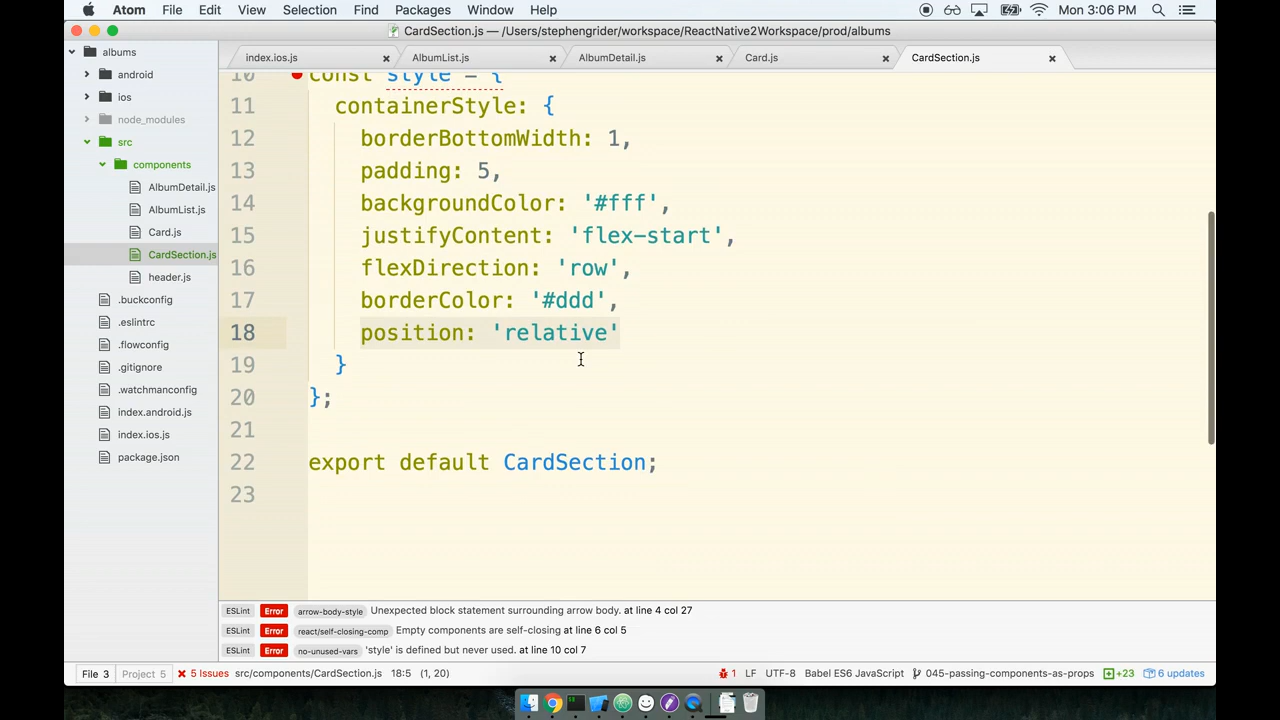 Atom File Edit View Selection Find Packages Window Help Mon 3:06 PM
CardSection.js — /Users/stephengrider/workspace/ReactNative2Workspace/prod/albums
albums
android
ios
node_modules
src
components
AlbumDetail.js
AlbumList.js
Card.js
CardSection.js
header.js
.buckconfig
.eslintrc
.flowconfig
.gitignore
.watchmanconfig
index.android.js
index.ios.js
package.json
index.ios.js AlbumList.js AlbumDetail.js Card.js CardSection.js
10 const style = {
11 containerStyle: {
12 borderBottomWidth: 1,
13 padding: 5,
14 backgroundColor: '#fff',
15 justifyContent: 'flex-start',
16 flexDirection: 'row',
17 borderColor: '#ddd',
18 position: 'relative'
19 }
20 };
21
22 export default CardSection;
23
ESLint Error arrow-body-style Unexpected block statement surrounding arrow body. at line 4 col 27
ESLint Error react/self-closing-comp Empty components are self-closing at line 6 col 5
ESLint Error no-unused-vars 'style' is defined but never used. at line 10 col 7
File 3 Project 5 5 Issues src/components/CardSection.js 18:5 (1, 20) 1 LF UTF-8 Babel ES6 JavaScript 045-passing-components-as-props +23 6 updates